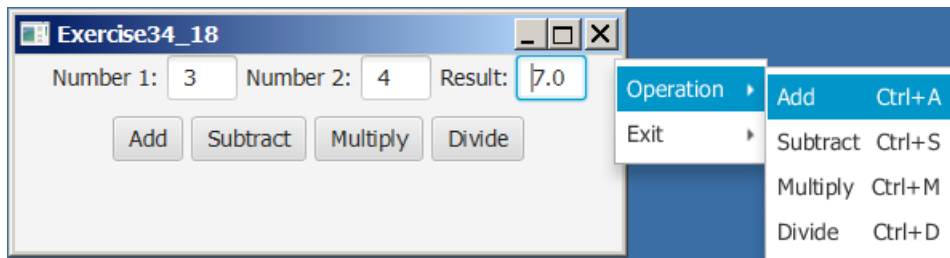 Exercise34_18
Number 1: 3 Number 2: 4 Result: 7.0
Add Subtract Multiply Divide
Operation
Exit
Add Ctrl+A
Subtract Ctrl+S
Multiply Ctrl+M
Divide Ctrl+D